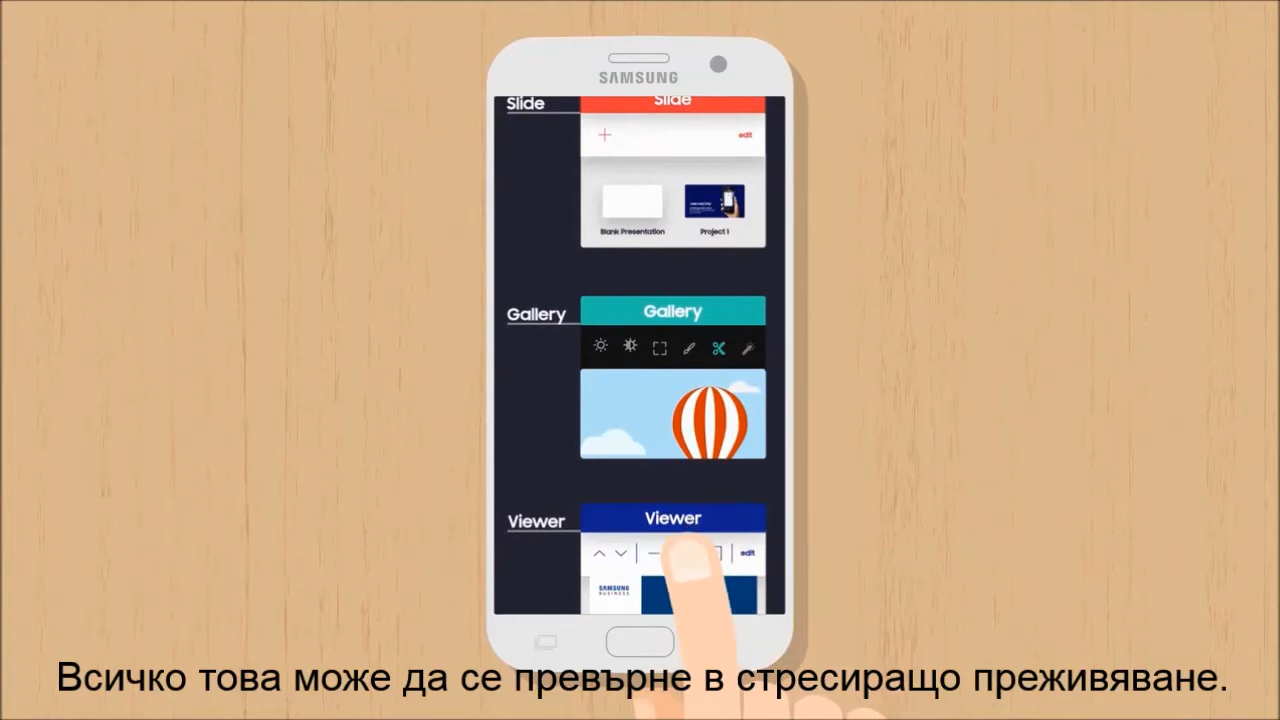 SAMSUNG
Slide
Slide
edit
Blank Presentation
Project 1
Gallery
Gallery
Viewer
Viewer
edit
SAMSUNG
BUSINESS
Всичко това може да се превърне в стресиращо преживяване.